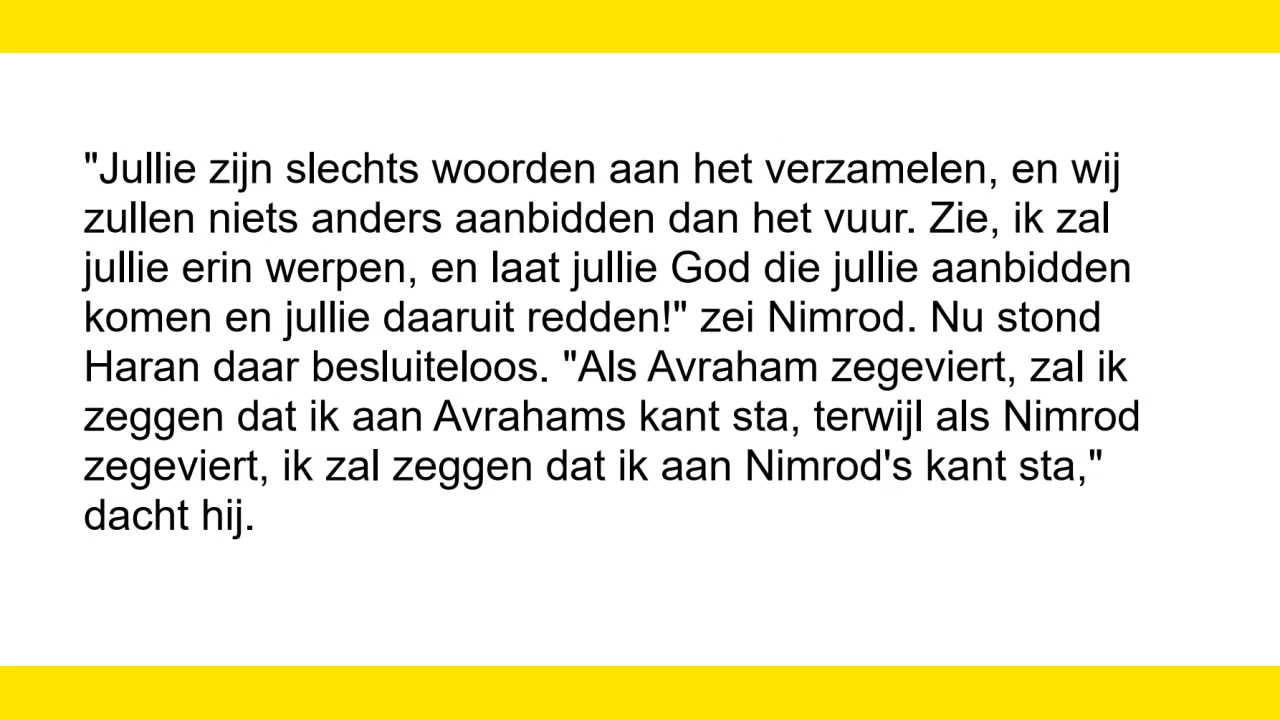 "Jullie zijn slechts woorden aan het verzamelen, en wij
zullen niets anders aanbidden dan het vuur. Zie, ik zal
jullie erin werpen, en laat jullie God die jullie aanbidden
komen en jullie daaruit redden!" zei Nimrod. Nu stond
Haran daar besluiteloos. "Als Avraham zegeviert, zal ik
zeggen dat ik aan Avrahams kant sta, terwijl als Nimrod
zegeviert, ik zal zeggen dat ik aan Nimrod's kant sta,"
dacht hij.